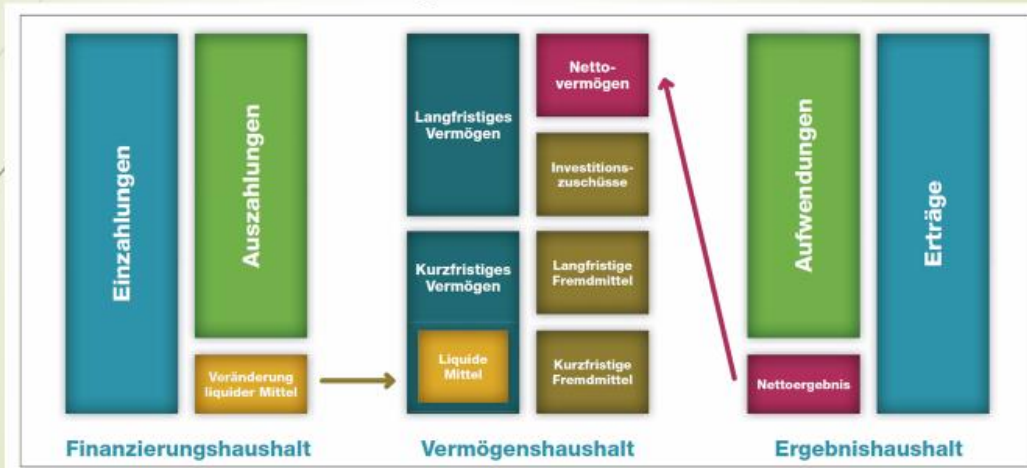 Einzahlungen
Auszahlungen
Veränderung
liquider Mittel
Finanzierungshaushalt
Langfristiges
Vermögen
Kurzfristiges
Vermögen
Liquide
Mittel
Netto-
vermögen
Investitions-
zuschüsse
Langfristige
Fremdmittel
Kurzfristige
Fremdmittel
Vermögenshaushalt
Aufwendungen
Nettoergebnis
Erträge
Ergebnishaushalt